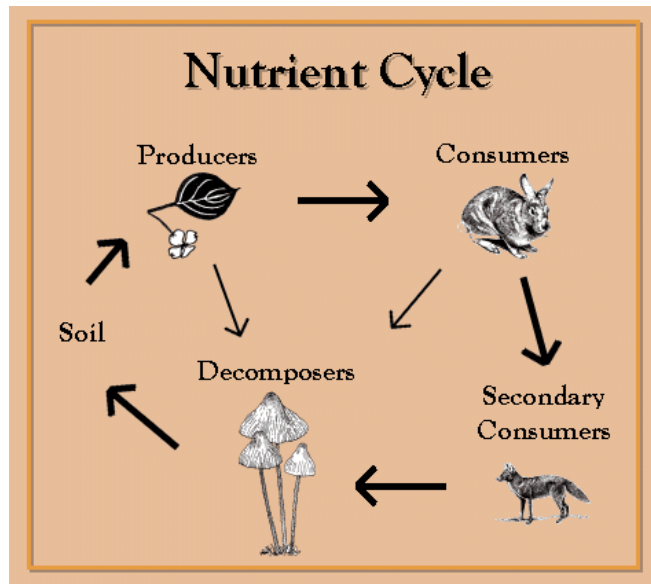 Nutrient Cycle
Producers
Consumers
Soil
Decomposers
Secondary
Consumers